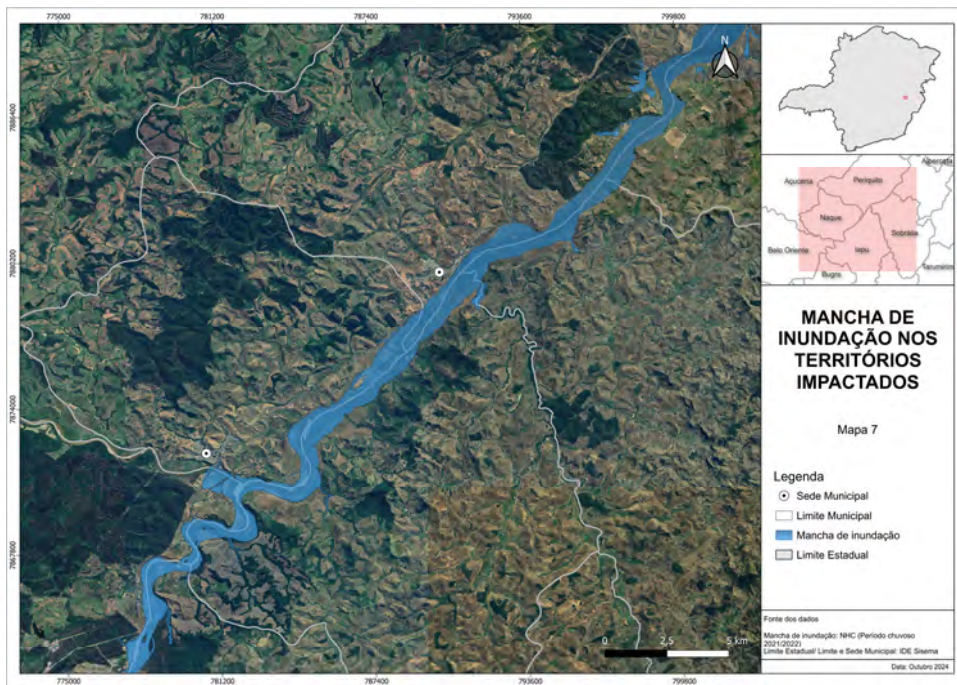 775000 781200 787400 793600 799800
N
7886400
7880200
7874000
7867800
0 2,5 5 km
775000 781200 787400 793600 799800
Açucena
Periquito
Alpercata
Naque
Sobrália
Belo Oriente
Iapu
Bugre
Tarumirim
MANCHA DE
INUNDAÇÃO NOS
TERRITÓRIOS
IMPACTADOS
Mapa 7
Legenda
Sede Municipal
Limite Municipal
Mancha de inundação
Limite Estadual
Fonte dos dados
Mancha de inundação: NHC (Período chuvoso
2021/2022)
Limite Estadual/ Limite e Sede Municipal: IDE Sisema
Data: Outubro 2024